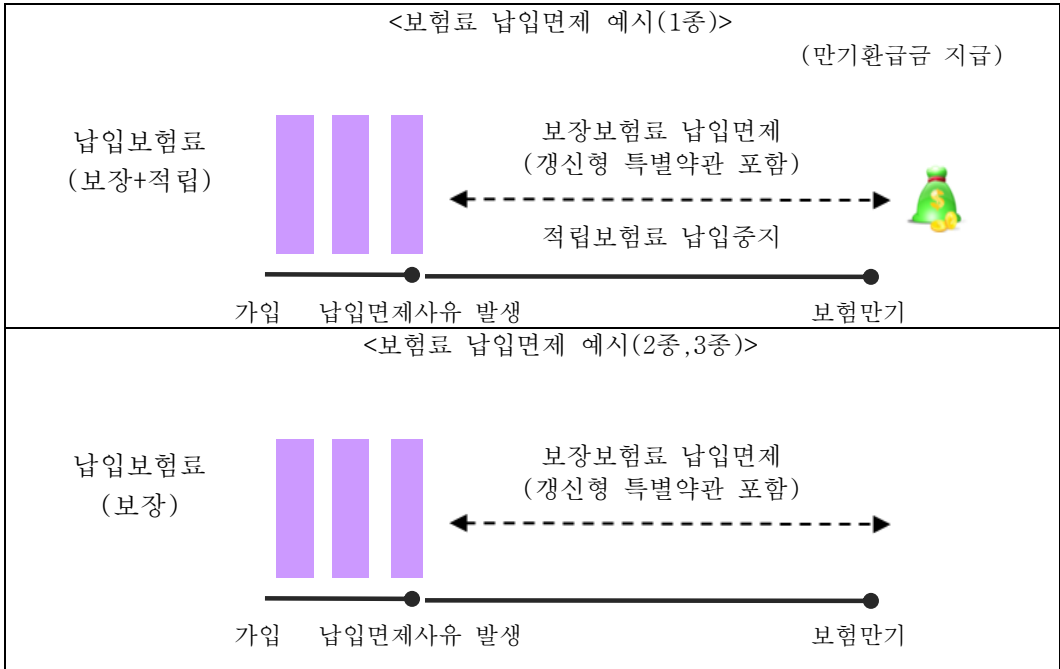 <보험료 납입면제 예시(1종)>
(만기환급금 지급)
납입보험료
(보장+적립)
보장보험료 납입면제
(갱신형 특별약관 포함)
$
적립보험료 납입중지
가입 납입면제사유 발생 보험만기
<보험료 납입면제 예시(2종,3종)>
납입보험료
(보장)
보장보험료 납입면제
(갱신형 특별약관 포함)
가입 납입면제사유 발생 보험만기